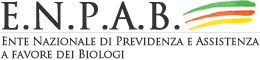 E.N.P.A.B.
Ente Nazionale di Previdenza e Assistenza
a favore dei Biologi